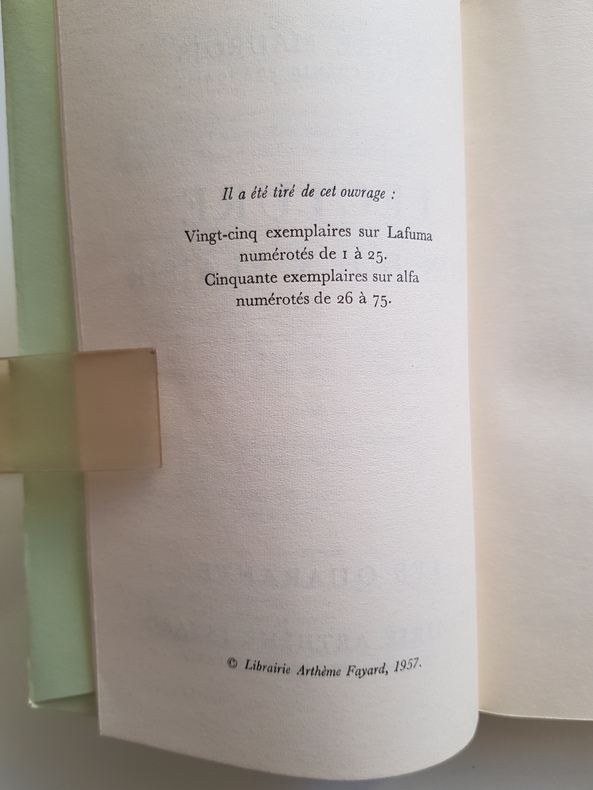 Il a été tiré de cet ouvrage :
Vingt-cinq exemplaires sur Lafuma
numérotés de 1 à 25.
Cinquante exemplaires sur alfa
numérotés de 26 à 75.
© Librairie Arthème Fayard, 1957.